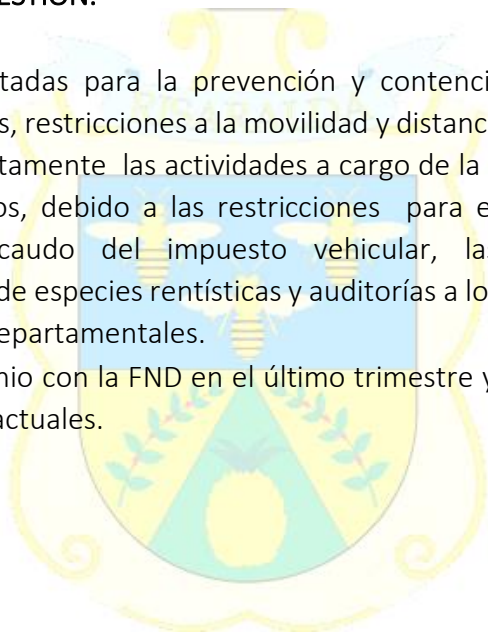 ESTIÓN:
tadas para la prevención y contenci
s, restricciones a la movilidad y distanc
tamente las actividades a cargo de la
os, debido a las restricciones para e
caudo del impuesto vehicular, la
de especies rentísticas y auditorías a lo
epartamentales.
nio con la FND en el último trimestre y
actuales.
RISARALDA